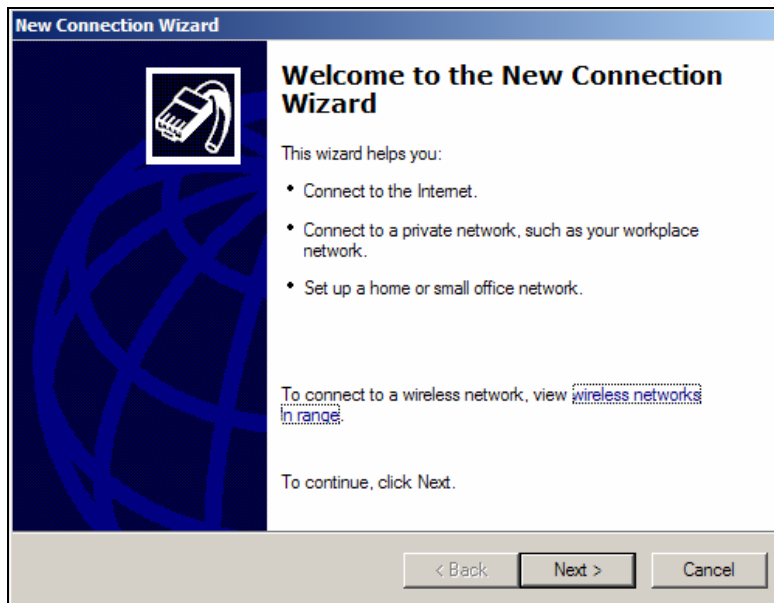 New Connection Wizard
Welcome to the New Connection
Wizard
This wizard helps you:
• Connect to the Internet.
• Connect to a private network, such as your workplace
network.
• Set up a home or small office network.
To connect to a wireless network, view wireless networks
in range.
To continue, click Next.
< Back
Next >
Cancel